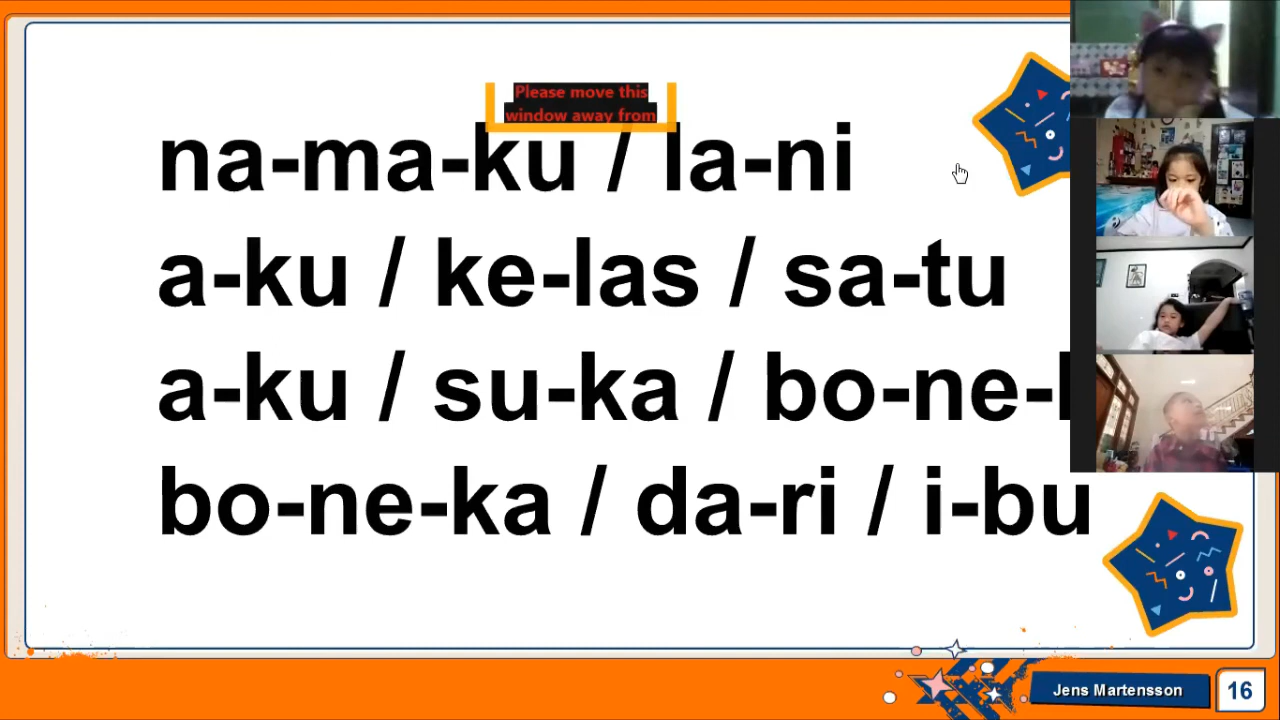 Please move this
window away from
na-ma-ku / la-ni
a-ku / ke-las / sa-tu
a-ku / su-ka / bo-ne-
bo-ne-ka / da-ri / i-bu
Jens Martensson
16